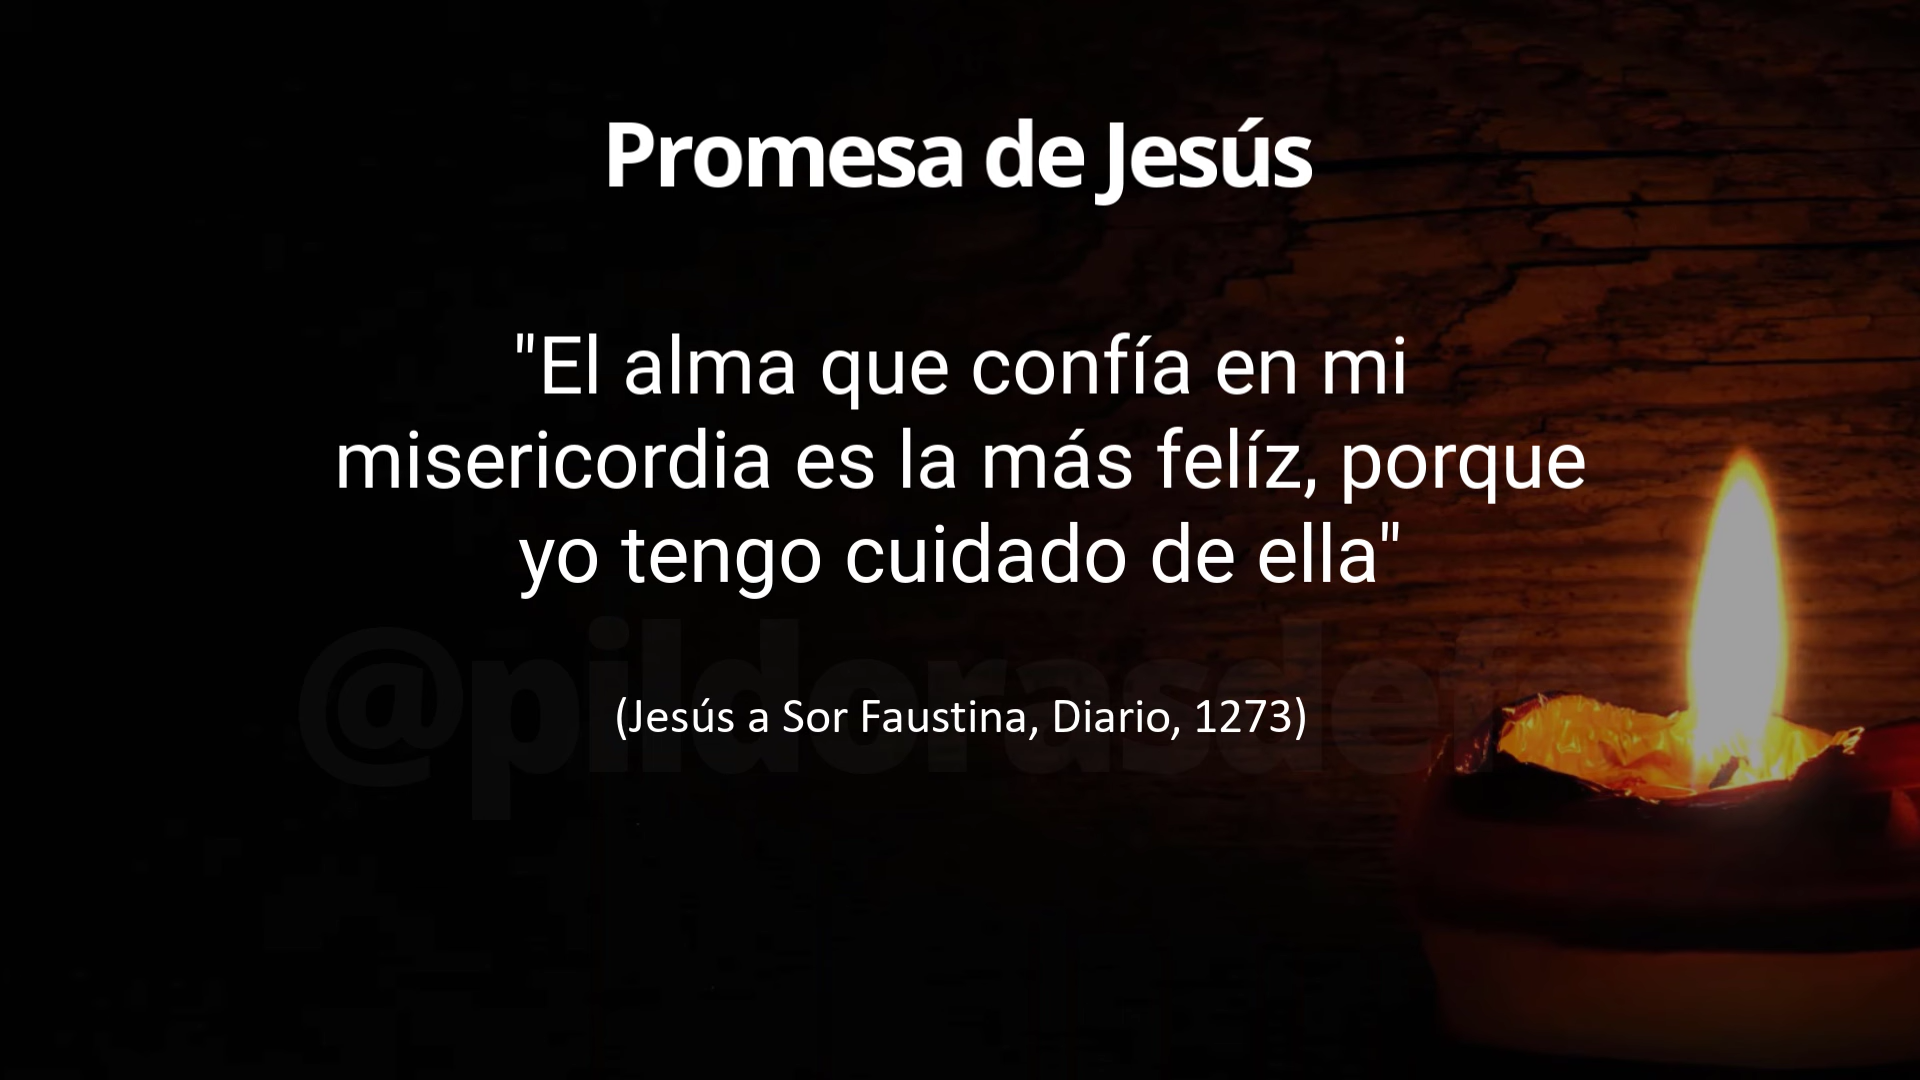 Promesa de Jesús
"El alma que confía en mi
misericordia es la más felíz, porque
yo tengo cuidado de ella"
@pildorasdefe
(Jesús a Sor Faustina, Diario, 1273)